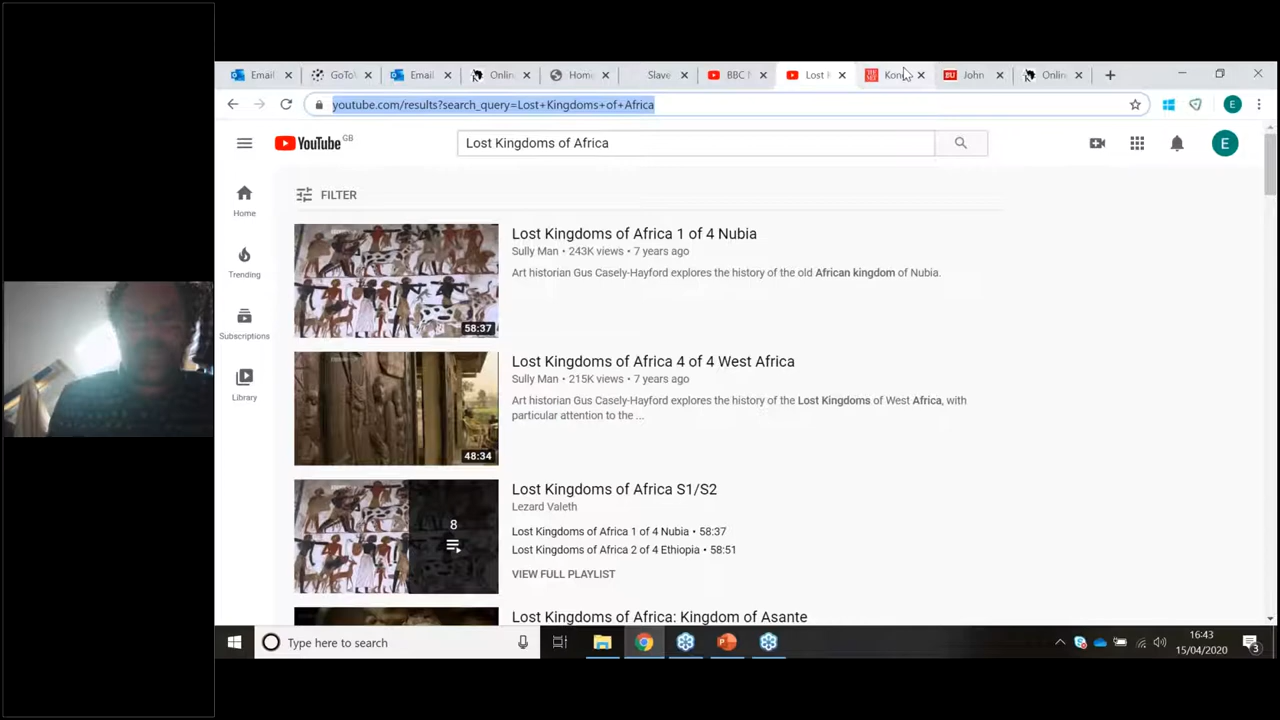 Email
GoToW
Email
Onlin
Home
Slave
BBC
Lost
Kon
John
Onlin
youtube.com/results?search_query=Lost+Kingdoms+of+Africa
E
YouTube GB
Lost Kingdoms of Africa
E
FILTER
Home
Trending
Subscriptions
Library
Lost Kingdoms of Africa 1 of 4 Nubia
Sully Man • 243K views • 7 years ago
Art historian Gus Casely-Hayford explores the history of the old African kingdom of Nubia.
58:37
Lost Kingdoms of Africa 4 of 4 West Africa
Sully Man • 215K views • 7 years ago
Art historian Gus Casely-Hayford explores the history of the Lost Kingdoms of West Africa, with
particular attention to the ...
48:34
Lost Kingdoms of Africa S1/S2
Lezard Valeth
8
Lost Kingdoms of Africa 1 of 4 Nubia • 58:37
Lost Kingdoms of Africa 2 of 4 Ethiopia • 58:51
VIEW FULL PLAYLIST
Lost Kingdoms of Africa: Kingdom of Asante
Type here to search
16:43
15/04/2020
3